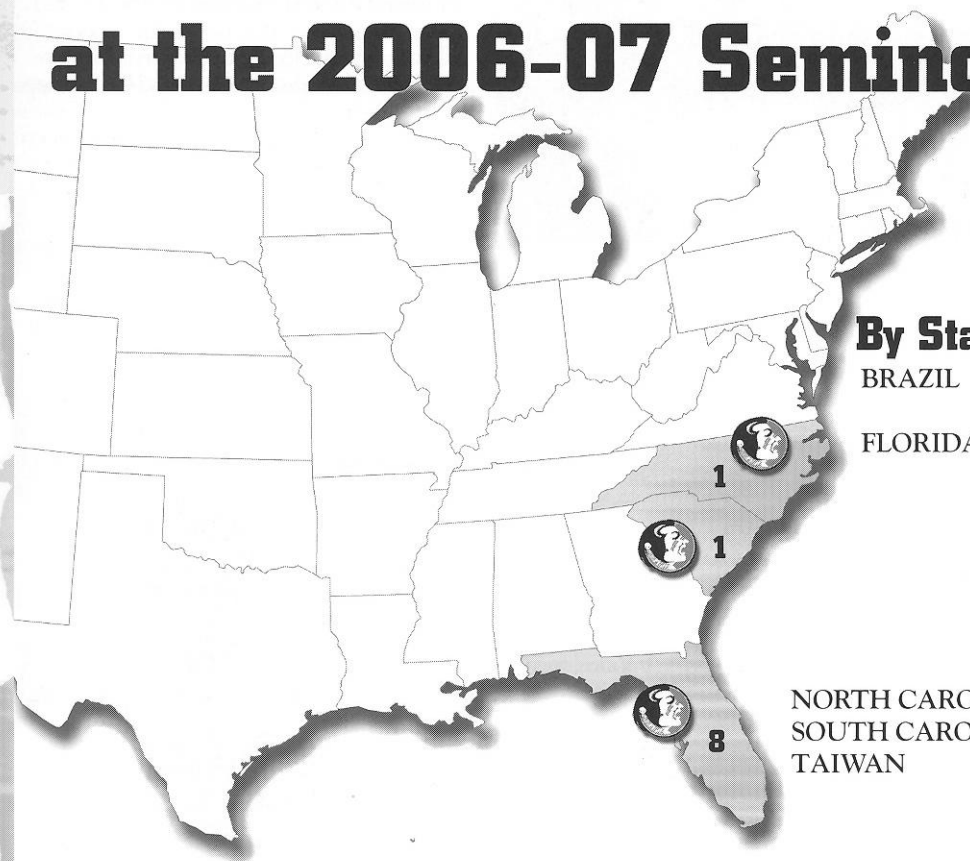 at the 2006-07 Semino
By Sta
BRAZIL
FLORIDA
1
1
8
NORTH CARO
SOUTH CARO
TAIWAN